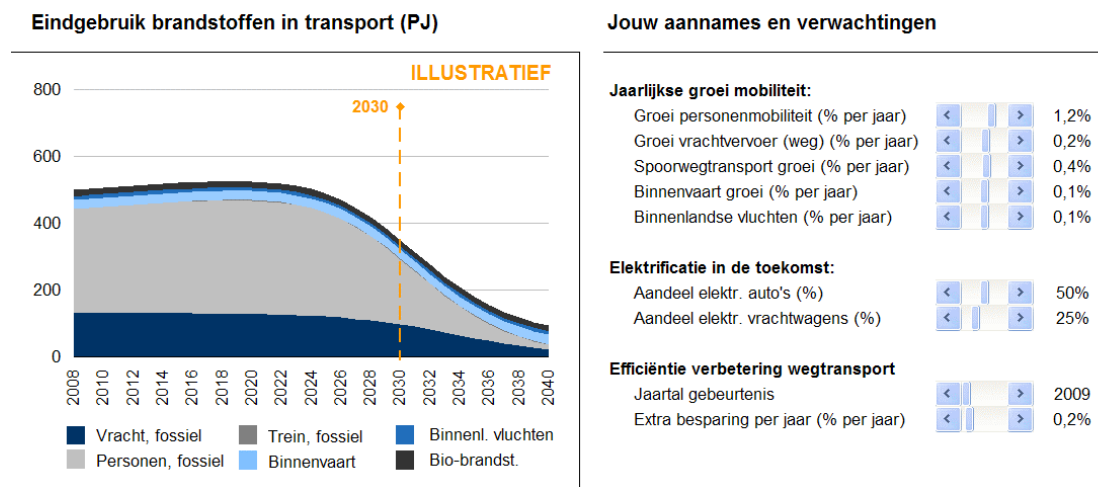 Eindgebruik brandstoffen in transport (PJ)
ILLUSTRATIEF
2030
800
600
400
200
0
2008 2010 2012 2014 2016 2018 2020 2022 2024 2026 2028 2030 2032 2034 2036 2038 2040
Vracht, fossiel Trein, fossiel Binnenl. vluchten
Personen, fossiel Binnenvaart Bio-brandst.
Jouw aannames en verwachtingen
Jaarlijkse groei mobiliteit:
Groei personenmobiliteit (% per jaar) 1,2%
Groei vrachtvervoer (weg) (% per jaar) 0,2%
Spoorwegtransport groei (% per jaar) 0,4%
Binnenvaart groei (% per jaar) 0,1%
Binnenlandse vluchten (% per jaar) 0,1%
Elektrificatie in de toekomst:
Aandeel elektr. auto's (%) 50%
Aandeel elektr. vrachtwagens (%) 25%
Efficiëntie verbetering wegtransport
Jaartal gebeurtenis 2009
Extra besparing per jaar (% per jaar) 0,2%